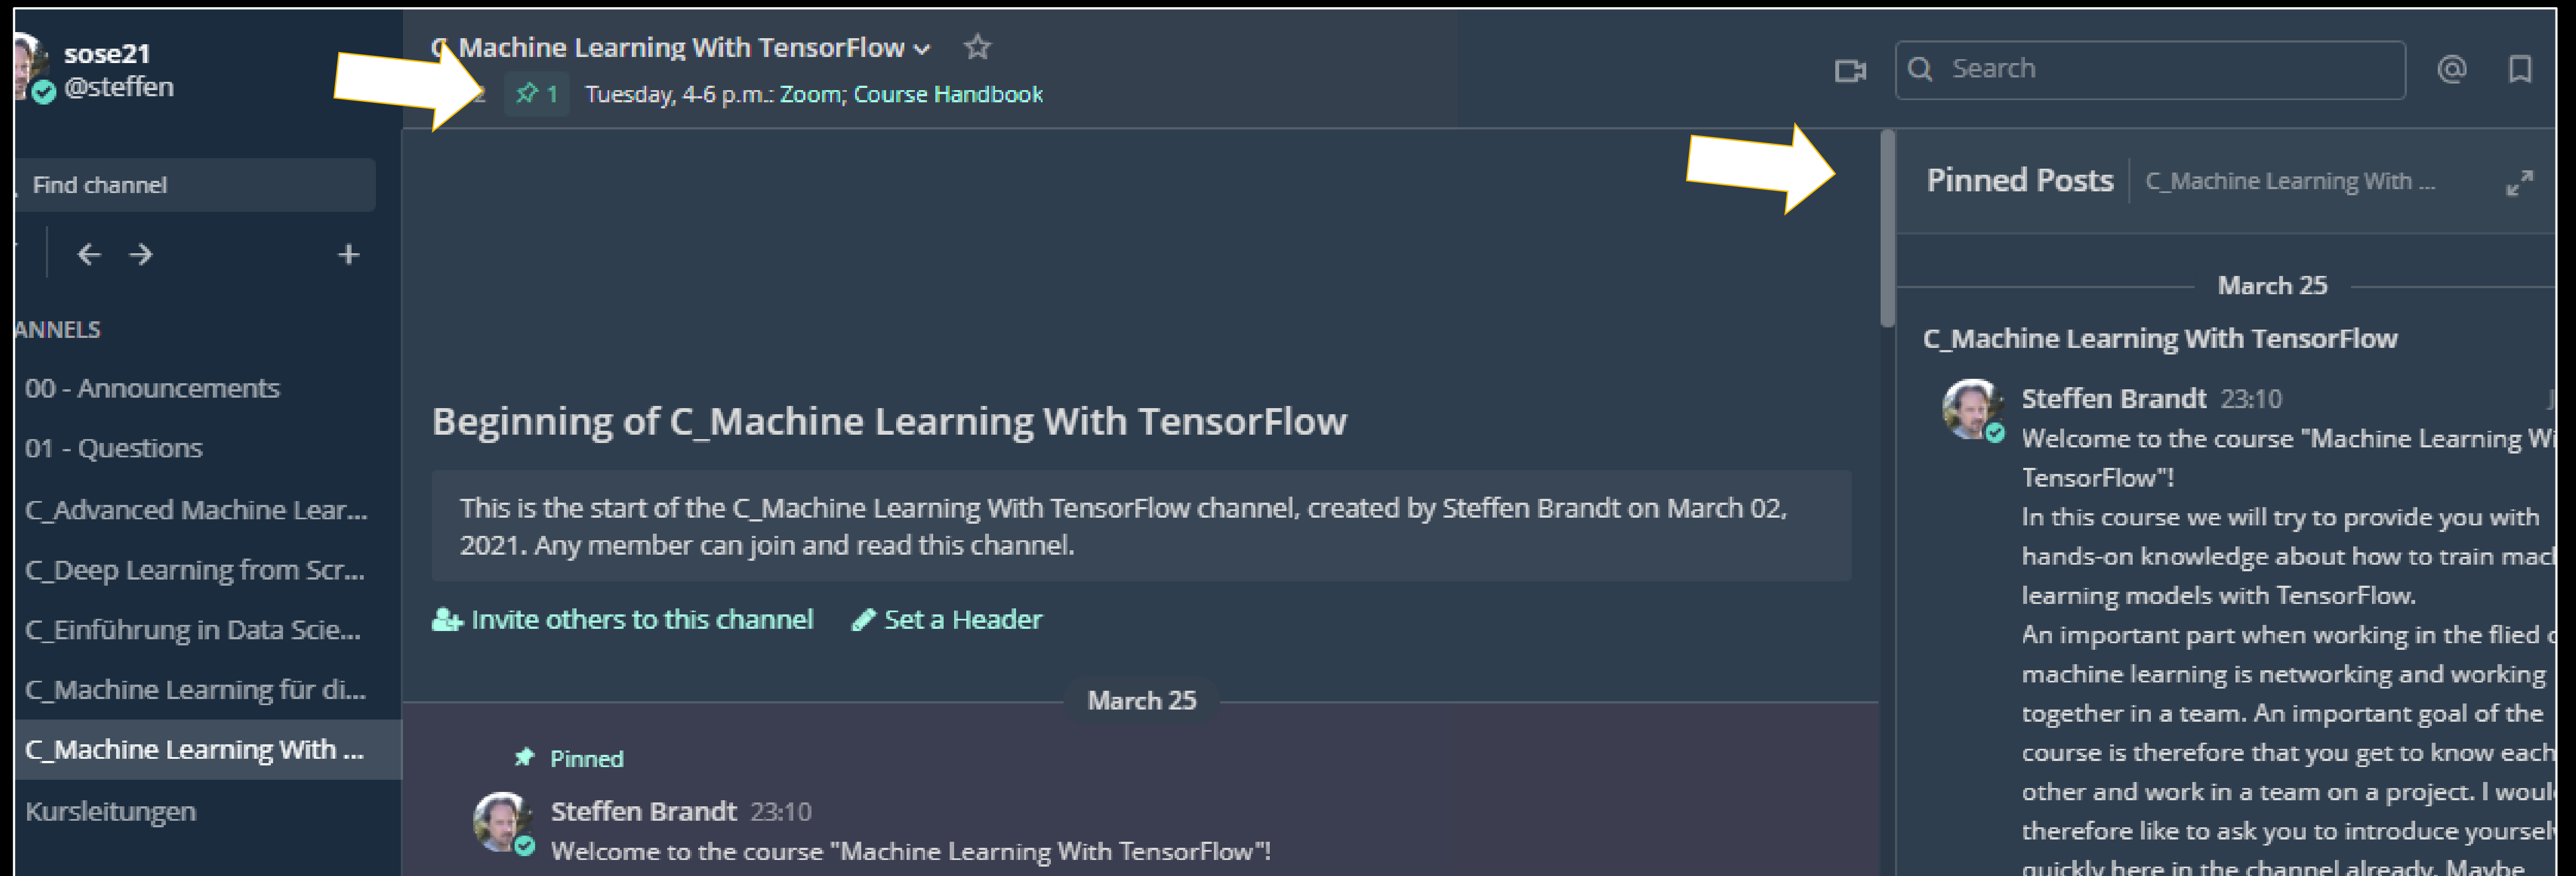 sose21
@steffen
Find channel
ANNELS
00 - Announcements
01 - Questions
C_Advanced Machine Lear...
C_Deep Learning from Scr...
C_Einführung in Data Scie...
C_Machine Learning für di...
C_Machine Learning With ...
Kursleitungen
C_Machine Learning With TensorFlow
2 1 Tuesday, 4-6 p.m.: Zoom; Course Handbook
Search
@
Beginning of C_Machine Learning With TensorFlow
This is the start of the C_Machine Learning With TensorFlow channel, created by Steffen Brandt on March 02,
2021. Any member can join and read this channel.
Invite others to this channel Set a Header
March 25
Pinned
Steffen Brandt 23:10
Welcome to the course "Machine Learning With TensorFlow"!
Pinned Posts C_Machine Learning With ...
March 25
C_Machine Learning With TensorFlow
Steffen Brandt 23:10
Welcome to the course "Machine Learning Wi
TensorFlow"!
In this course we will try to provide you with
hands-on knowledge about how to train mac
learning models with TensorFlow.
An important part when working in the flied
machine learning is networking and working
together in a team. An important goal of the
course is therefore that you get to know each
other and work in a team on a project. I woul
therefore like to ask you to introduce yoursel
quickly here in the channel already. Maybe